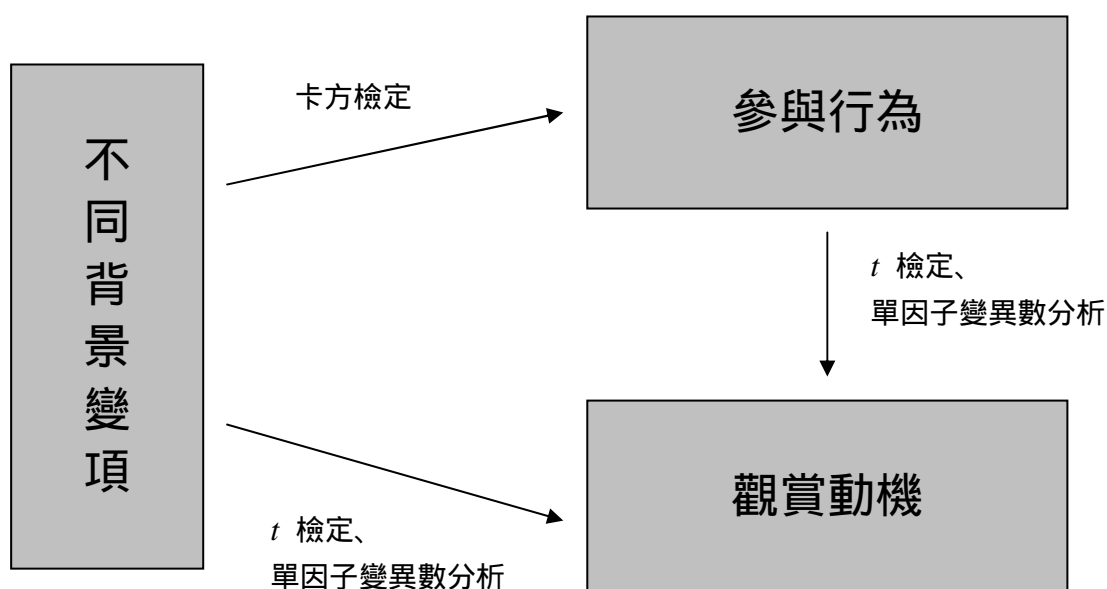 不同背景變項
卡方檢定
參與行為
t 檢定、
單因子變異數分析
觀賞動機
t 檢定、
單因子變異數分析